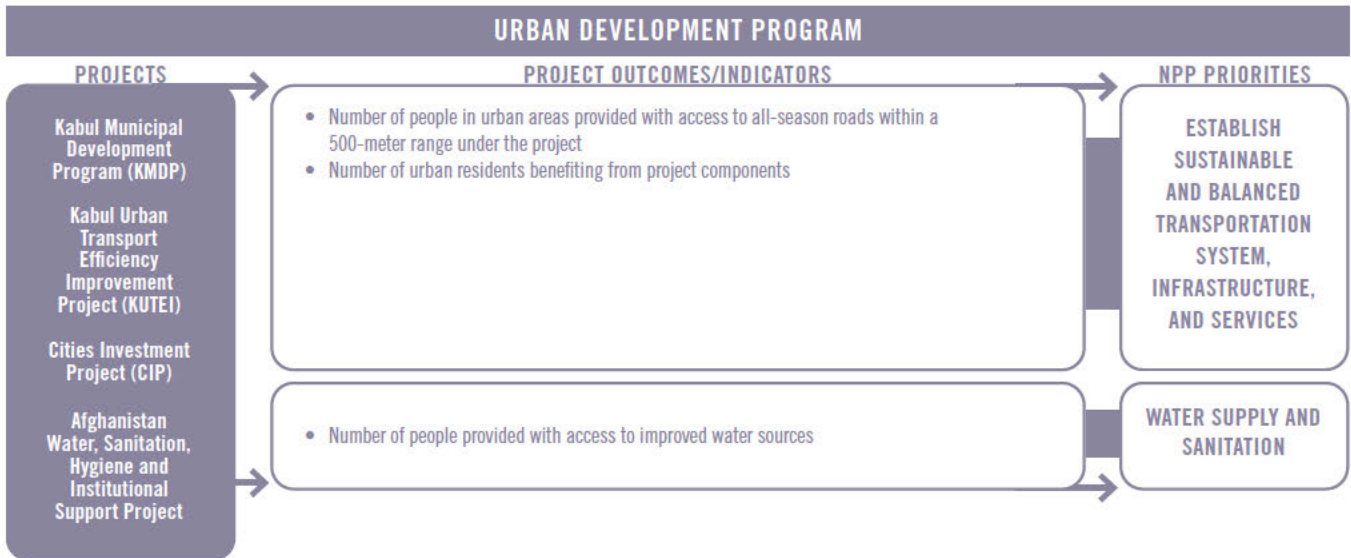 URBAN DEVELOPMENT PROGRAM
PROJECTS
Kabul Municipal
Development
Program (KMDP)
Kabul Urban
Transport
Efficiency
Improvement
Project (KUTEI)
Cities Investment
Project (CIP)
Afghanistan
Water, Sanitation,
Hygiene and
Institutional
Support Project
PROJECT OUTCOMES/INDICATORS
• Number of people in urban areas provided with access to all-season roads within a
500-meter range under the project
• Number of urban residents benefiting from project components
• Number of people provided with access to improved water sources
NPP PRIORITIES
ESTABLISH
SUSTAINABLE
AND BALANCED
TRANSPORTATION
SYSTEM,
INFRASTRUCTURE,
AND SERVICES
WATER SUPPLY AND
SANITATION